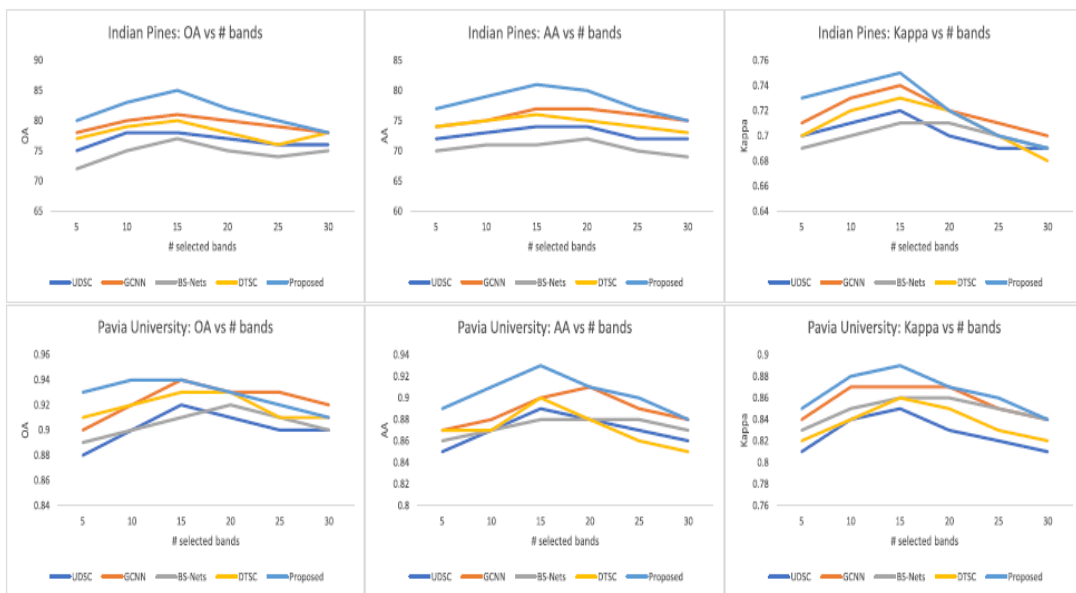 Indian Pines: OA vs # bands
90
85
80
75
70
65
OA
5 10 15 20 25 30
# selected bands
UDSC GCNN BS-Nets DTSC Proposed
Indian Pines: AA vs # bands
85
80
75
70
65
60
AA
5 10 15 20 25 30
# selected bands
UDSC GCNN BS-Nets DTSC Proposed
Indian Pines: Kappa vs # bands
0.76
0.74
0.72
0.7
0.68
0.66
0.64
Kappa
5 10 15 20 25 30
# selected bands
UDSC GCNN BS-Nets DTSC Proposed
Pavia University: OA vs # bands
0.96
0.94
0.92
0.9
0.88
0.86
0.84
OA
5 10 15 20 25 30
# selected bands
UDSC GCNN BS-Nets DTSC Proposed
Pavia University: AA vs # bands
0.94
0.92
0.9
0.88
0.86
0.84
0.82
0.8
AA
5 10 15 20 25 30
# selected bands
UDSC GCNN BS-Nets DTSC Proposed
Pavia University: Kappa vs # bands
0.9
0.88
0.86
0.84
0.82
0.8
0.78
0.76
Kappa
5 10 15 20 25 30
# selected bands
UDSC GCNN BS-Nets DTSC Proposed